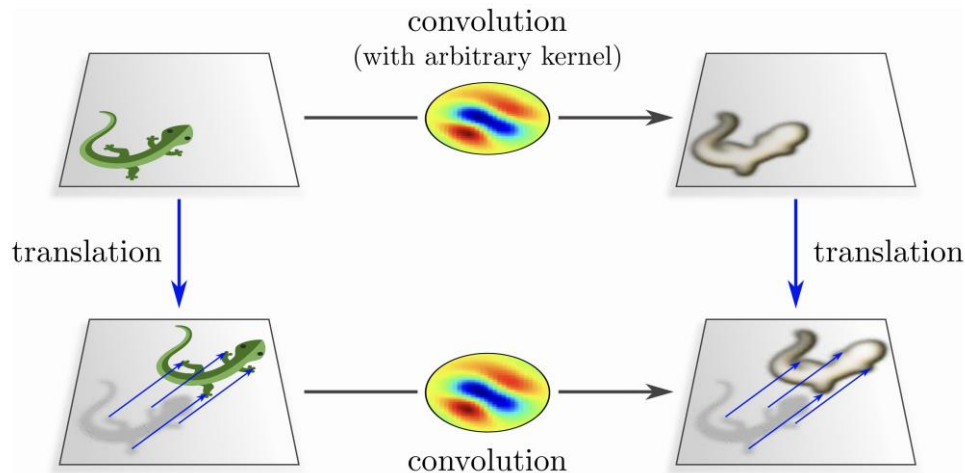 convolution
(with arbitrary kernel)
translation
translation
convolution